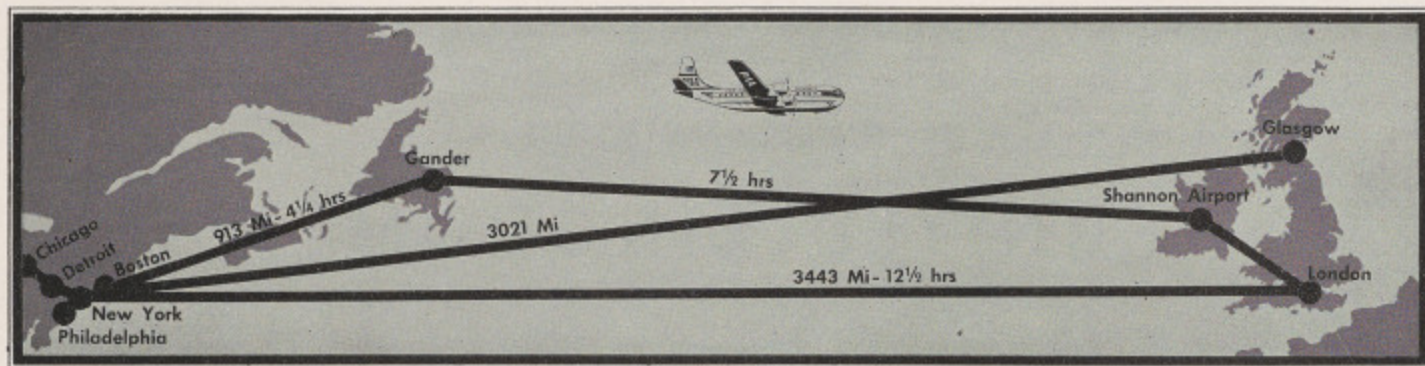 PAA
Glasgow
Gander
7½ hrs
Shannon Airport
913 Mi-4¼ hrs
3021 Mi
Chicago
Detroit
Boston
3443 Mi-12½ hrs
London
New York
Philadelphia